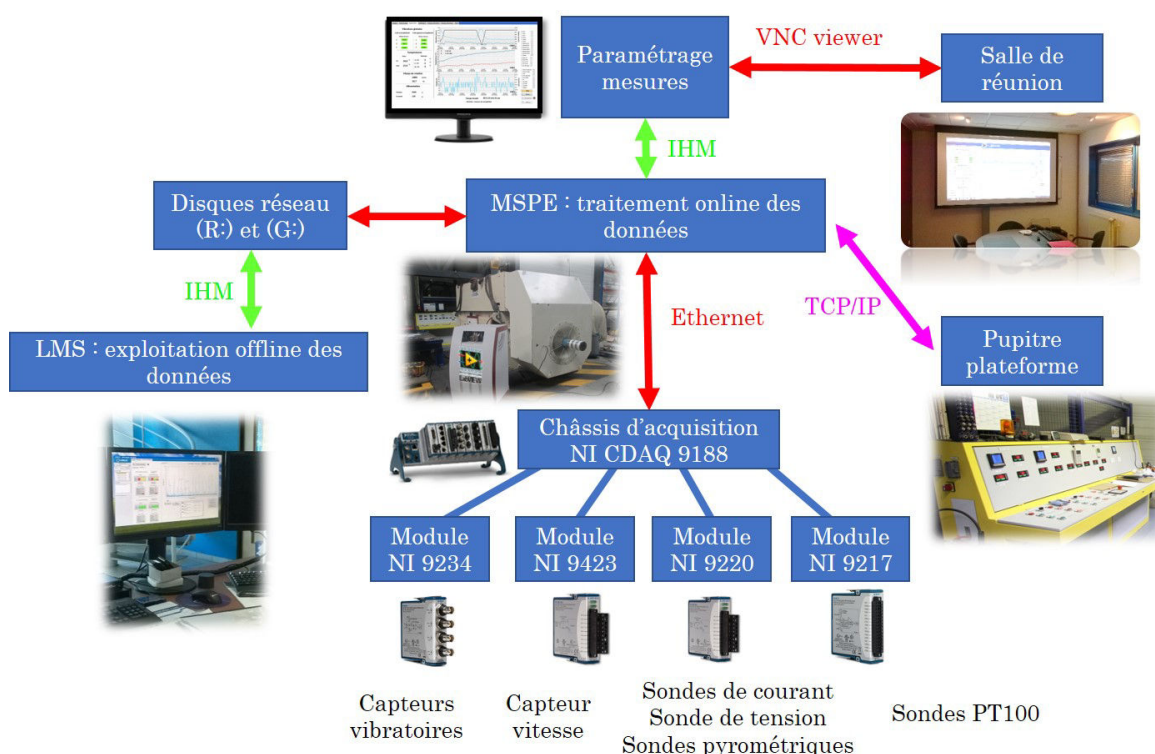 VNC viewer
Paramétrage
mesures
Salle de
réunion
IHM
Disques réseau
(R:) et (G:)
MSPE : traitement online des
données
IHM
Ethernet
TCP/IP
LMS : exploitation offline des
données
Pupitre
plateforme
Châssis d'acquisition
NI CDAQ 9188
Module
NI 9234
Module
NI 9423
Module
NI 9220
Module
NI 9217
Capteurs
vibratoires
Capteur
vitesse
Sondes de courant
Sonde de tension
Sondes pyrométriques
Sondes PT100